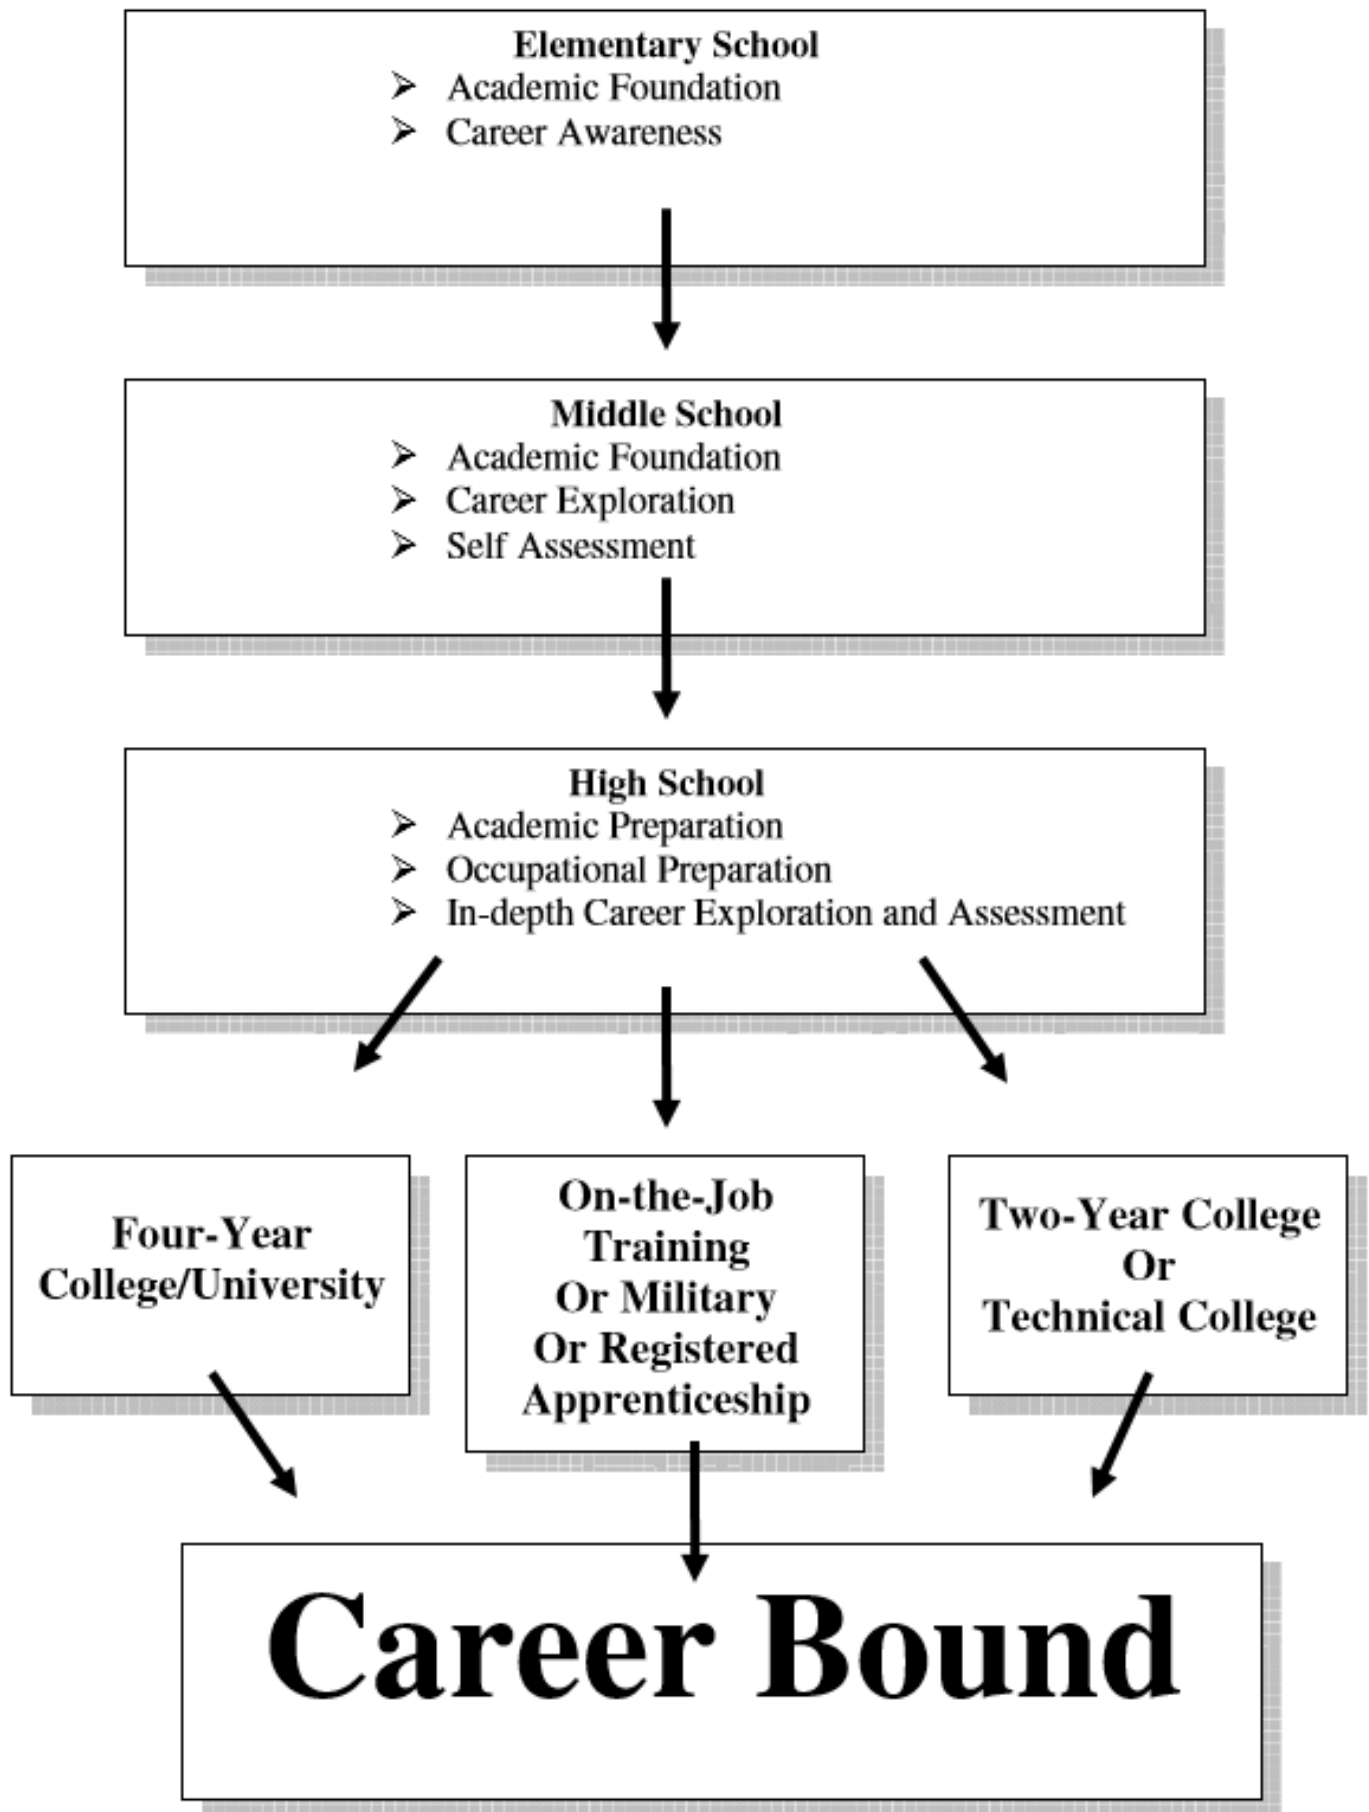 Elementary School
➢ Academic Foundation
➢ Career Awareness
Middle School
➢ Academic Foundation
➢ Career Exploration
➢ Self Assessment
High School
➢ Academic Preparation
➢ Occupational Preparation
➢ In-depth Career Exploration and Assessment
Four-Year
College/University
On-the-Job
Training
Or Military
Or Registered
Apprenticeship
Two-Year College
Or
Technical College
Career Bound